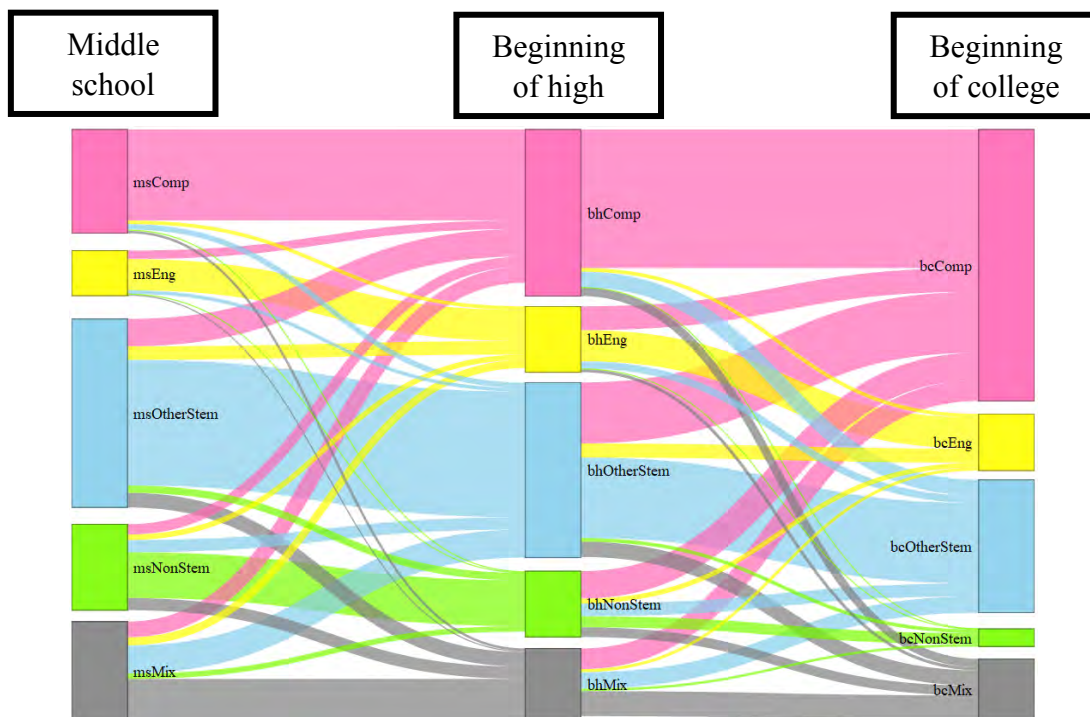 Middle
school
Beginning
of high
Beginning
of college
msComp
msEng
msOtherStem
msNonStem
msMix
bhComp
bhEng
bhOtherStem
bhNonStem
bhMix
bcComp
bcEng
bcOtherStem
bcNonStem
bcMix